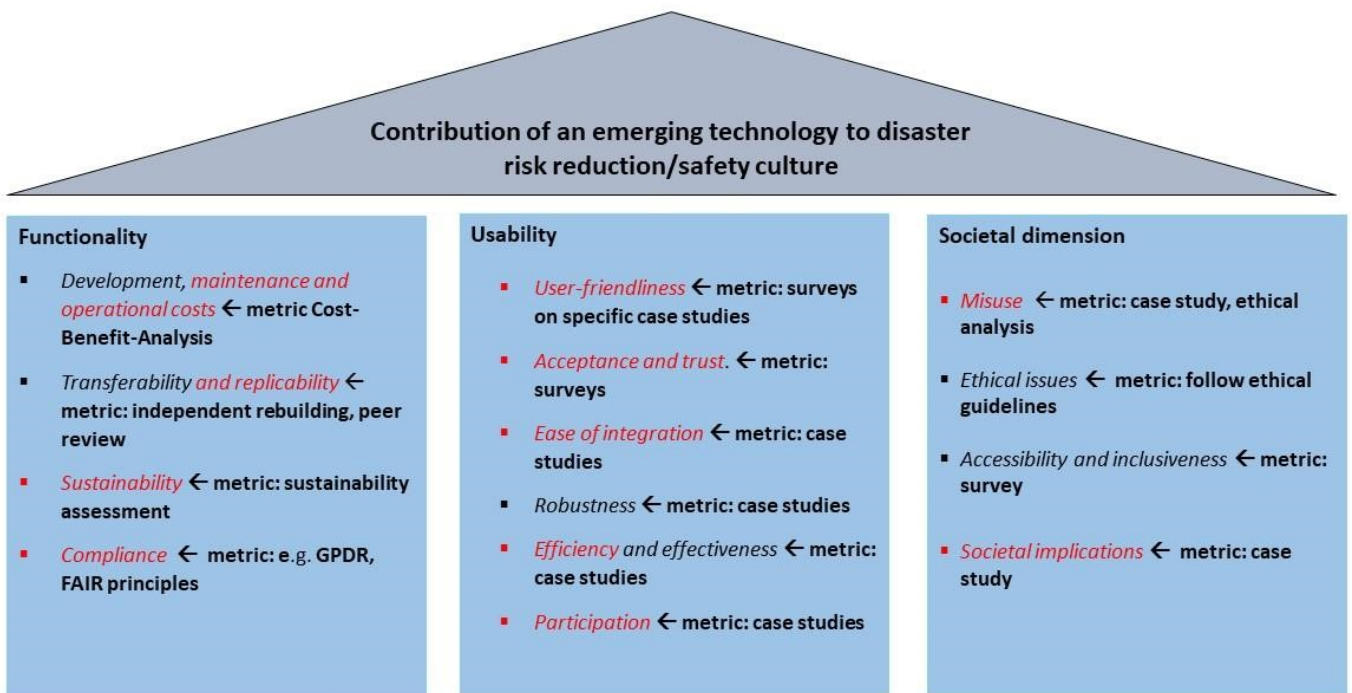 Contribution of an emerging technology to disaster
risk reduction/safety culture
Functionality
▪ Development, maintenance and
operational costs ← metric Cost-
Benefit-Analysis
▪ Transferability and replicability ←
metric: independent rebuilding, peer
review
▪ Sustainability ← metric: sustainability
assessment
▪ Compliance ← metric: e.g. GPDR,
FAIR principles
Usability
▪ User-friendliness ← metric: surveys
on specific case studies
▪ Acceptance and trust. ← metric:
surveys
▪ Ease of integration ← metric: case
studies
▪ Robustness ← metric: case studies
▪ Efficiency and effectiveness ← metric:
case studies
▪ Participation ← metric: case studies
Societal dimension
▪ Misuse ← metric: case study, ethical
analysis
▪ Ethical issues ← metric: follow ethical
guidelines
▪ Accessibility and inclusiveness ← metric:
survey
▪ Societal implications ← metric: case
study